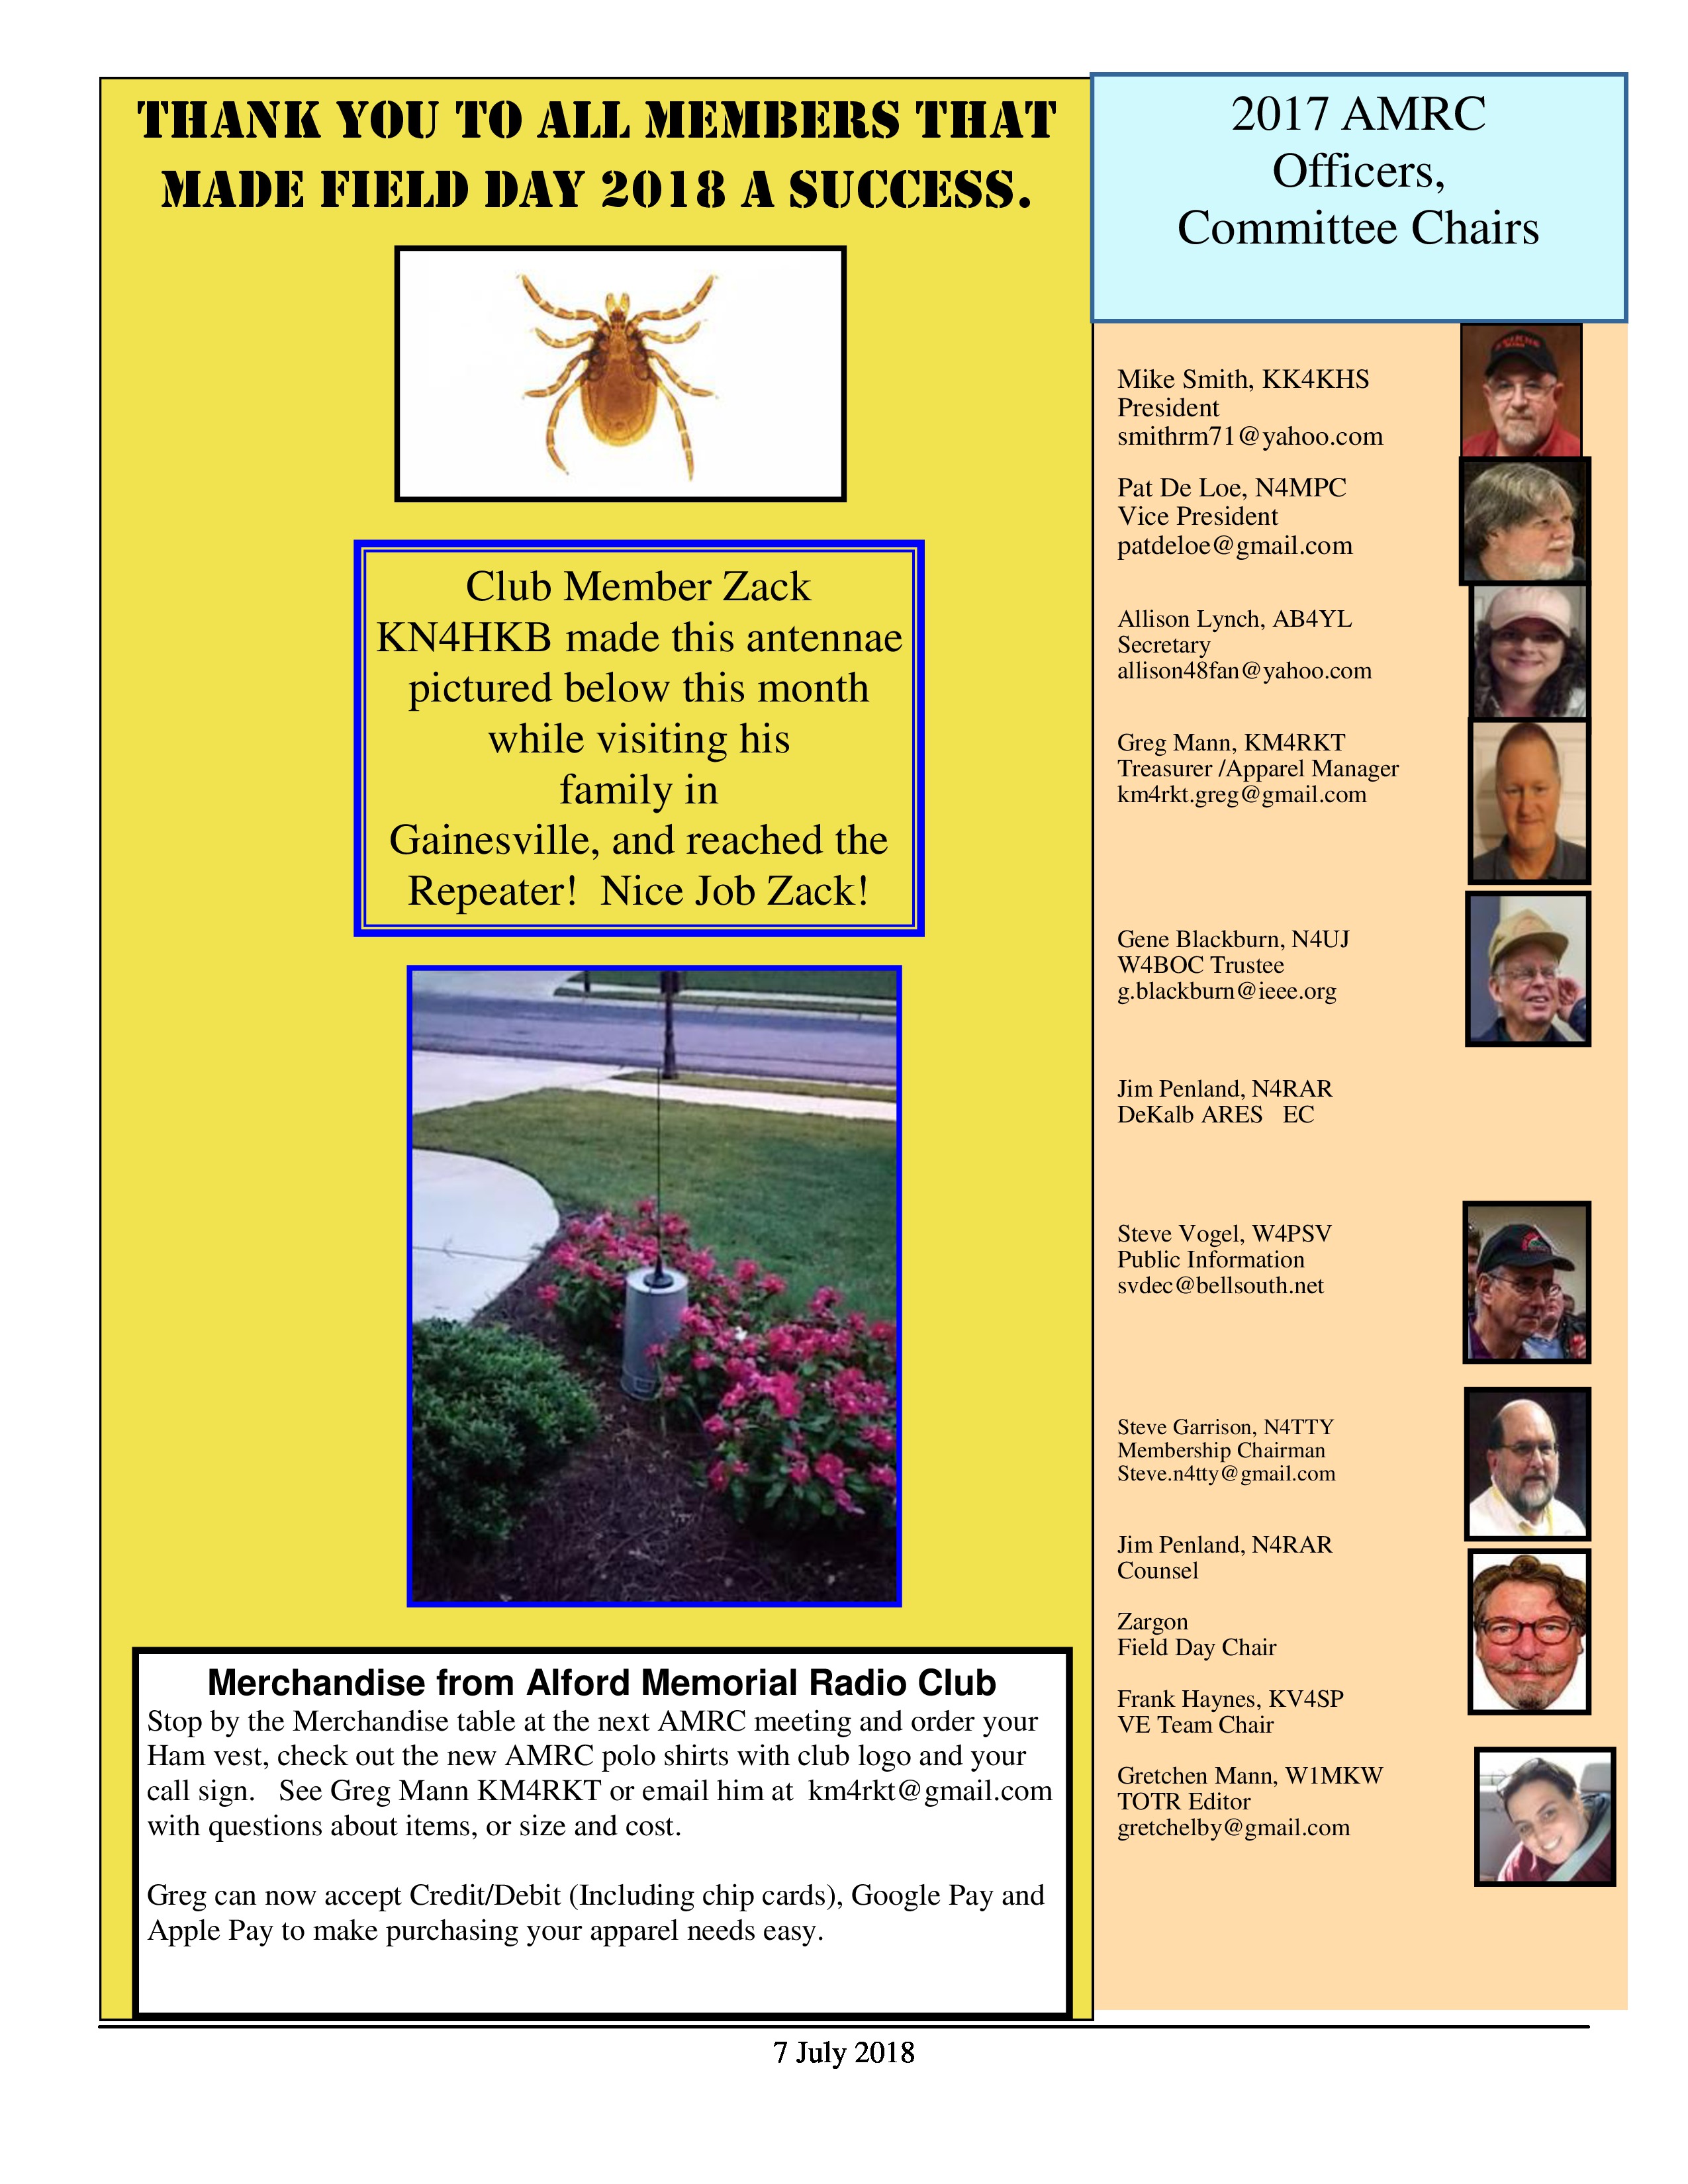 THANK YOU TO ALL MEMBERS THAT
MADE FIELD DAY 2018 A SUCCESS.
Club Member Zack
KN4HKB made this antennae
pictured below this month
while visiting his
family in
Gainesville, and reached the
Repeater!  Nice Job Zack!
Merchandise from Alford Memorial Radio Club
Stop by the Merchandise table at the next AMRC meeting and order your
Ham vest, check out the new AMRC polo shirts with club logo and your
call sign.   See Greg Mann KM4RKT or email him at  km4rkt@gmail.com
with questions about items, or size and cost.
Greg can now accept Credit/Debit (Including chip cards), Google Pay and
Apple Pay to make purchasing your apparel needs easy.
2017 AMRC
Officers,
Committee Chairs
Mike Smith, KK4KHS
President
smithrm71@yahoo.com
Pat De Loe, N4MPC
Vice President
patdeloe@gmail.com
Allison Lynch, AB4YL
Secretary
allison48fan@yahoo.com
Greg Mann, KM4RKT
Treasurer /Apparel Manager
km4rkt.greg@gmail.com
Gene Blackburn, N4UJ
W4BOC Trustee
g.blackburn@ieee.org
Jim Penland, N4RAR
DeKalb ARES   EC
Steve Vogel, W4PSV
Public Information
svdec@bellsouth.net
Steve Garrison, N4TTY
Membership Chairman
Steve.n4tty@gmail.com
Jim Penland, N4RAR
Counsel
Zargon
Field Day Chair
Frank Haynes, KV4SP
VE Team Chair
Gretchen Mann, W1MKW
TOTR Editor
gretchelby@gmail.com
7 July 2018